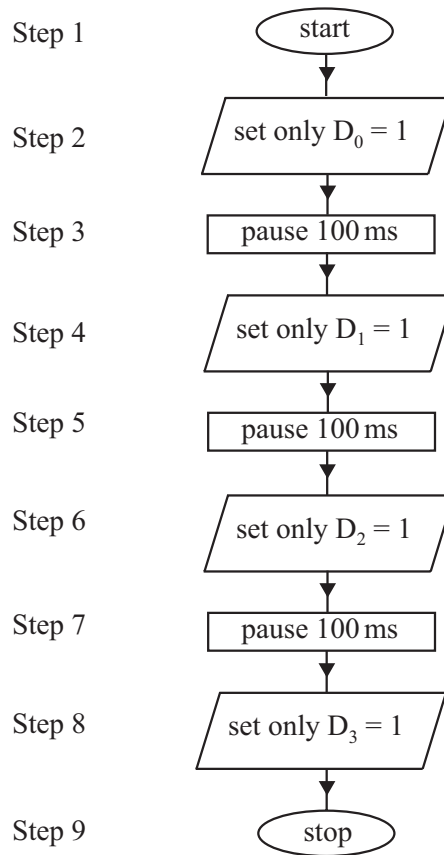 Step 1 start
Step 2 set only D₀ = 1
Step 3 pause 100 ms
Step 4 set only D₁ = 1
Step 5 pause 100 ms
Step 6 set only D₂ = 1
Step 7 pause 100 ms
Step 8 set only D₃ = 1
Step 9 stop